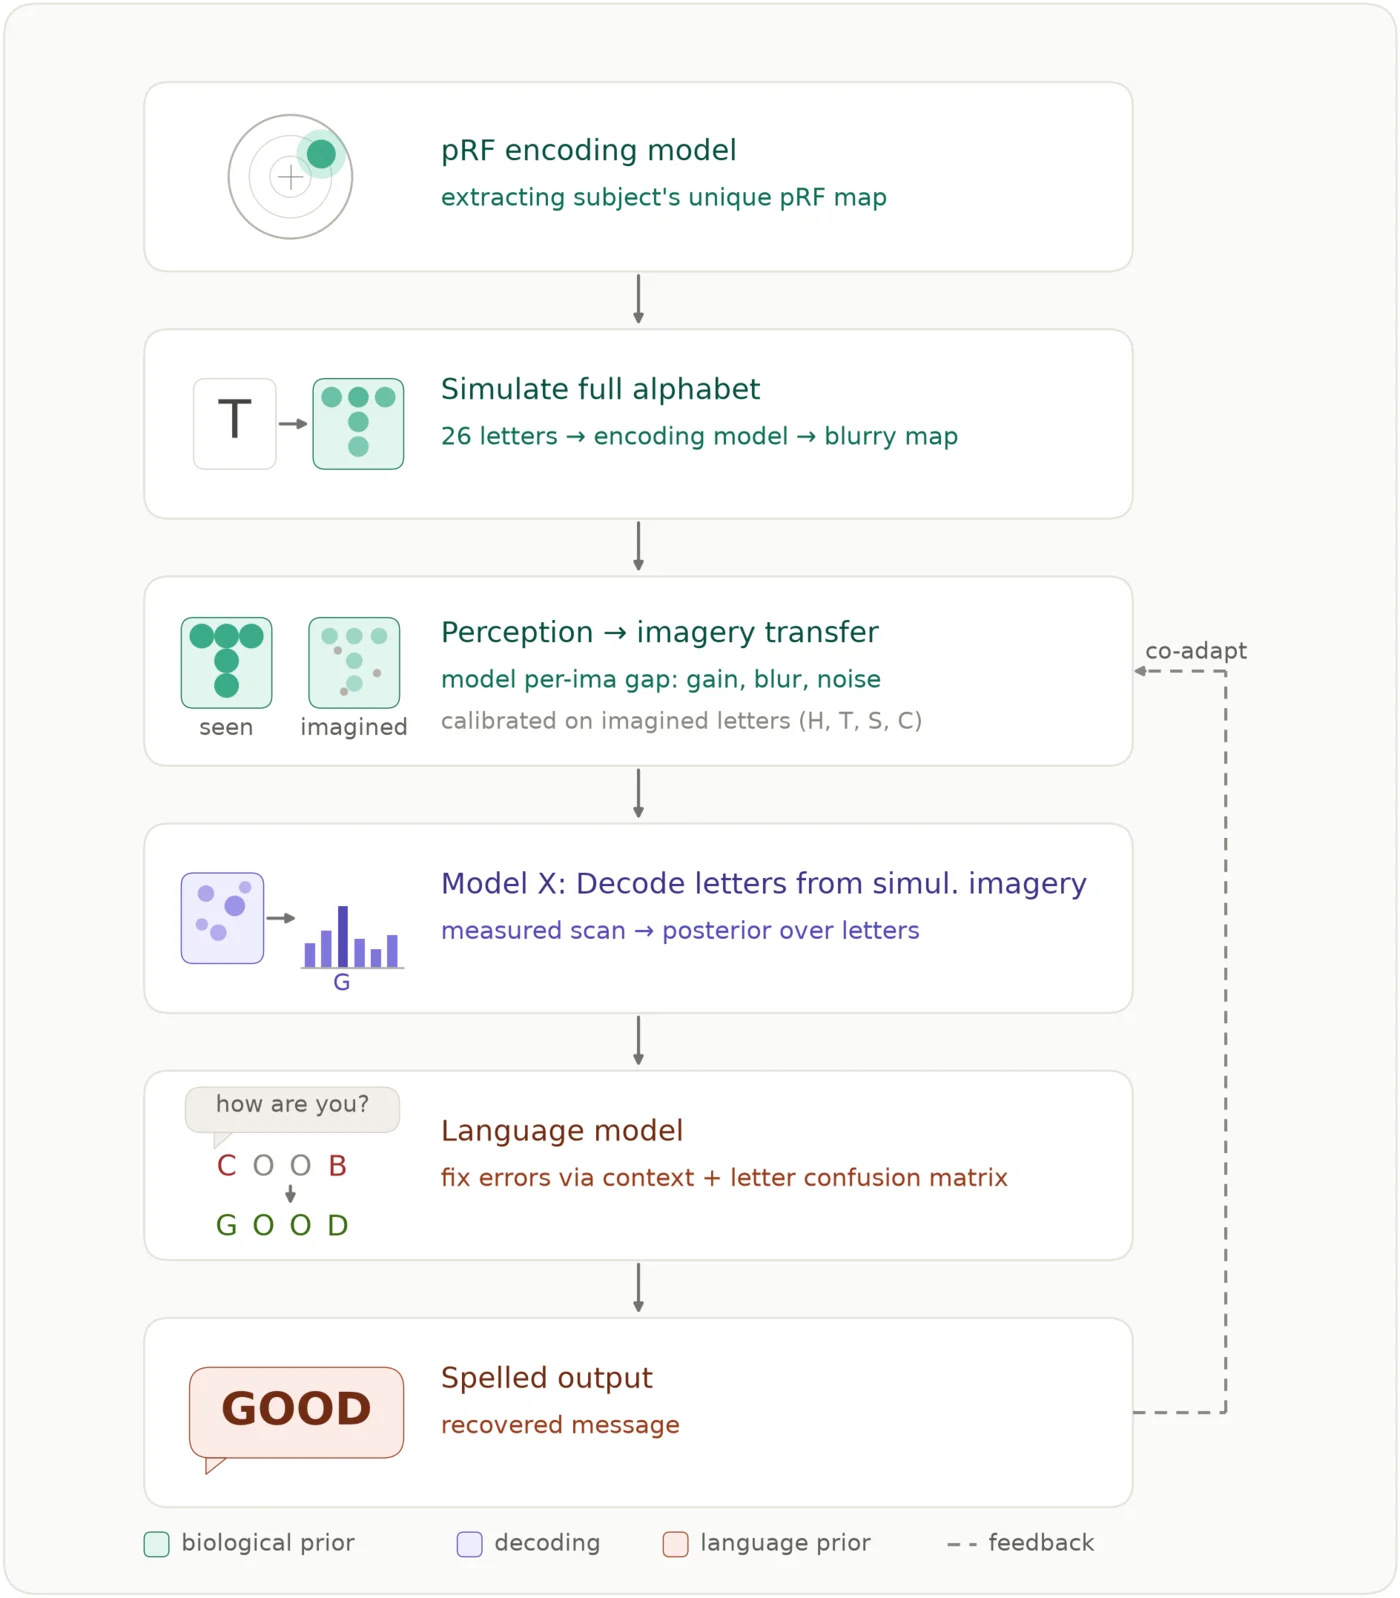 pRF encoding model
extracting subject's unique pRF map
T
Simulate full alphabet
26 letters → encoding model → blurry map
seen
imagined
Perception → imagery transfer
model per-ima gap: gain, blur, noise
calibrated on imagined letters (H, T, S, C)
co-adapt
G
Model X: Decode letters from simul. imagery
measured scan → posterior over letters
how are you?
C O O B
G O O D
Language model
fix errors via context + letter confusion matrix
GOOD
Spelled output
recovered message
biological prior
decoding
language prior
feedback